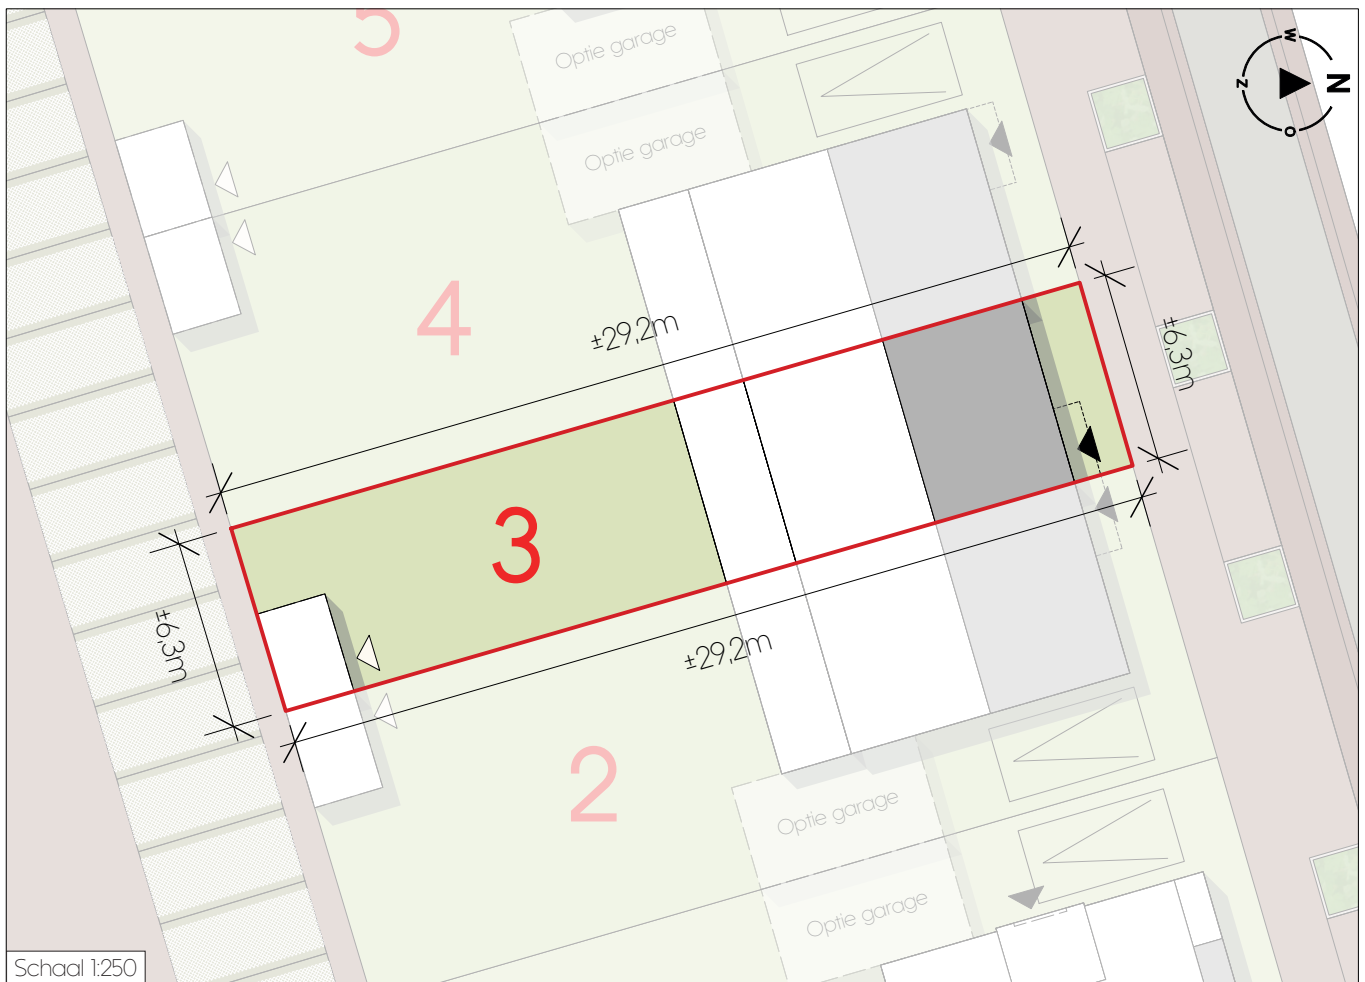 5
Optie garage
Optie garage
W
N
Z
O
4
±29,2m
±6,3m
3
±6,3m
±29,2m
2
Optie garage
Optie garage
Schaal 1:250